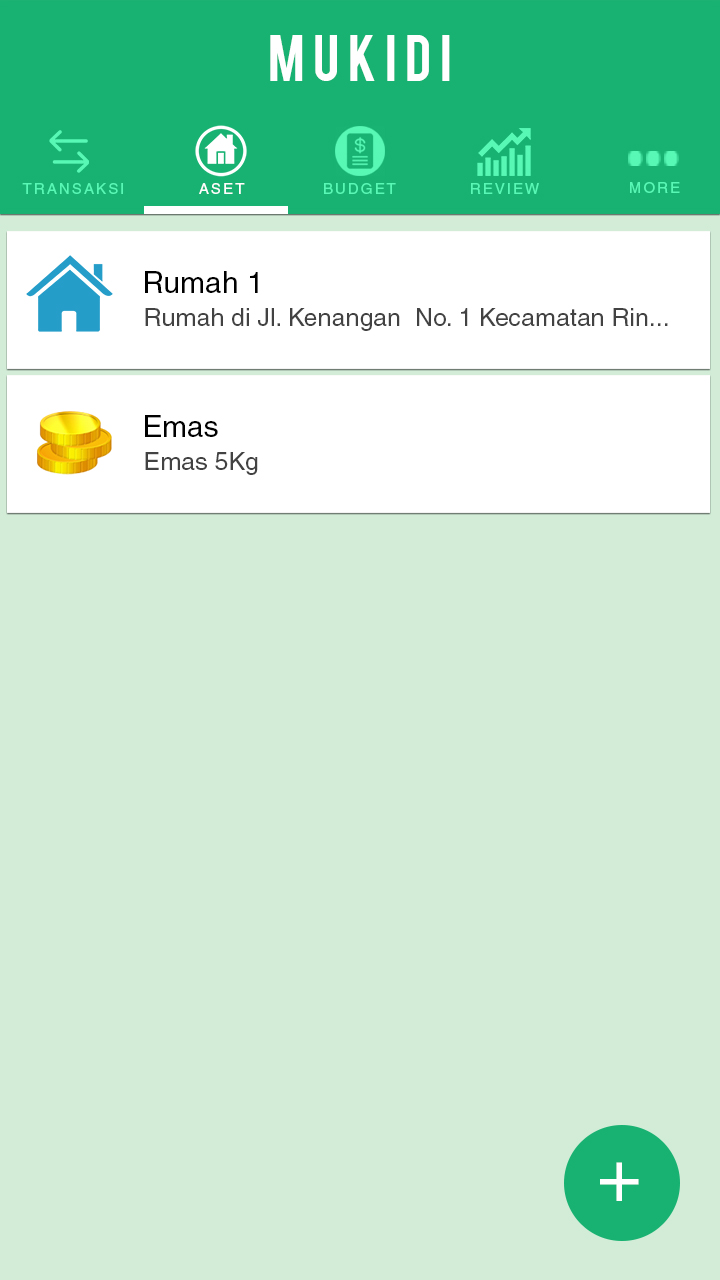 MUKIDI
TRANSAKSI
ASET
BUDGET
REVIEW
MORE
Rumah 1
Rumah di Jl. Kenangan  No. 1 Kecamatan Rin...
Emas
Emas 5Kg